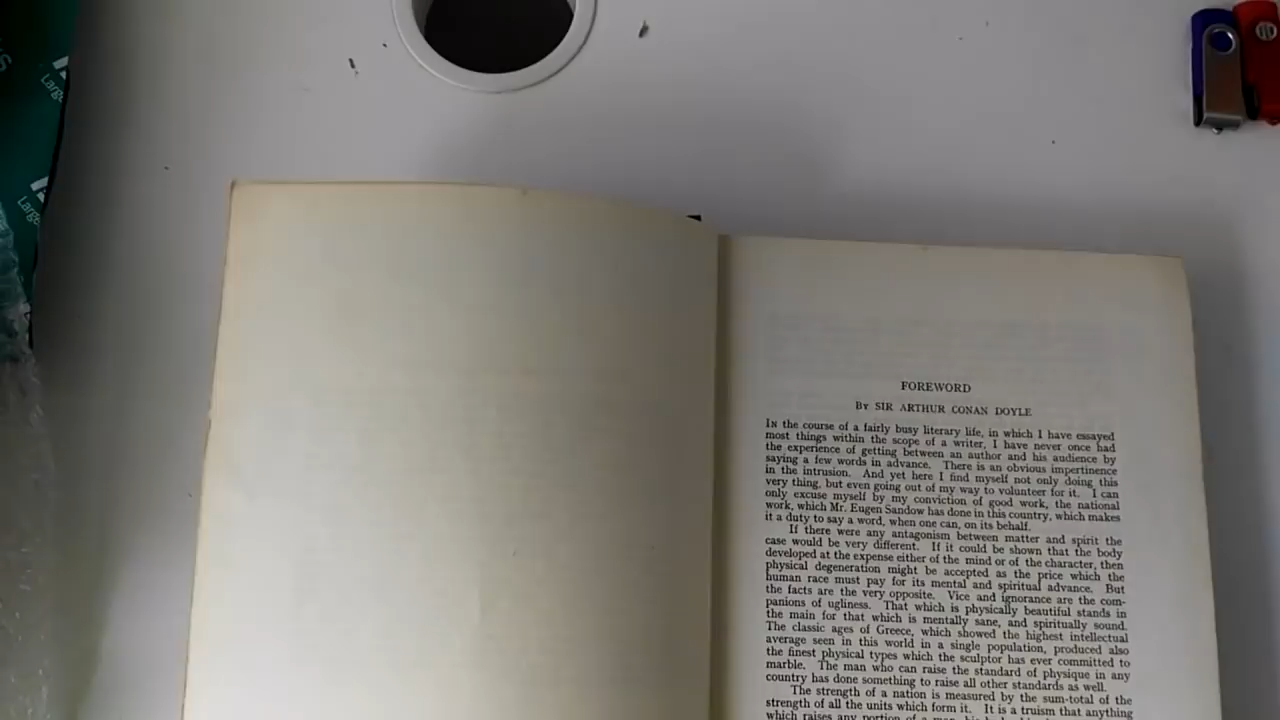 Large
Large
FOREWORD
By SIR ARTHUR CONAN DOYLE
IN the course of a fairly busy literary life, in which I have essayed
most things within the scope of a writer, I have never once had
the experience of getting between an author and his audience by
saying a few words in advance. There is an obvious impertinence
in the intrusion. And yet here I find myself not only doing this
very thing, but even going out of my way to volunteer for it. I can
only excuse myself by my conviction of good work, the national
work, which Mr. Eugen Sandow has done in this country, which makes
it a duty to say a word, when one can, on its behalf.
If there were any antagonism between matter and spirit the
case would be very different. If it could be shown that the body
developed at the expense either of the mind or of the character, then
physical degeneration might be accepted as the price which the
human race must pay for its mental and spiritual advance. But
the facts are the very opposite. Vice and ignorance are the com-
panions of ugliness. That which is physically beautiful stands in
the main for that which is mentally sane, and spiritually sound.
The classic ages of Greece, which showed the highest intellectual
average seen in this world in a single population, produced also
the finest physical types which the sculptor has ever committed to
marble. The man who can raise the standard of physique in any
country has done something to raise all other standards as well.
The strength of a nation is measured by the sum-total of the
strength of all the units which form it. It is a truism that anything
which raises any portion of a man,